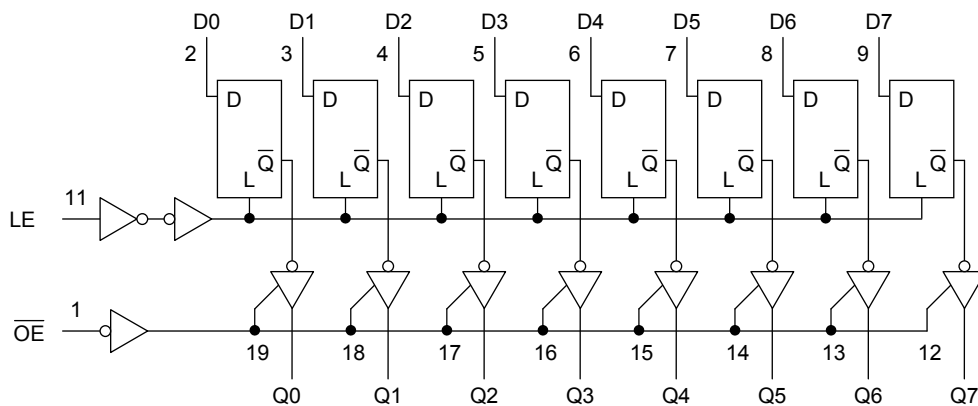 D0 D1 D2 D3 D4 D5 D6 D7
2 3 4 5 6 7 8 9
D D D D D D D D
Q̅ Q̅ Q̅ Q̅ Q̅ Q̅ Q̅ Q̅
L L L L L L L L
11
LE
1
O̅E̅
19 18 17 16 15 14 13 12
Q0 Q1 Q2 Q3 Q4 Q5 Q6 Q7